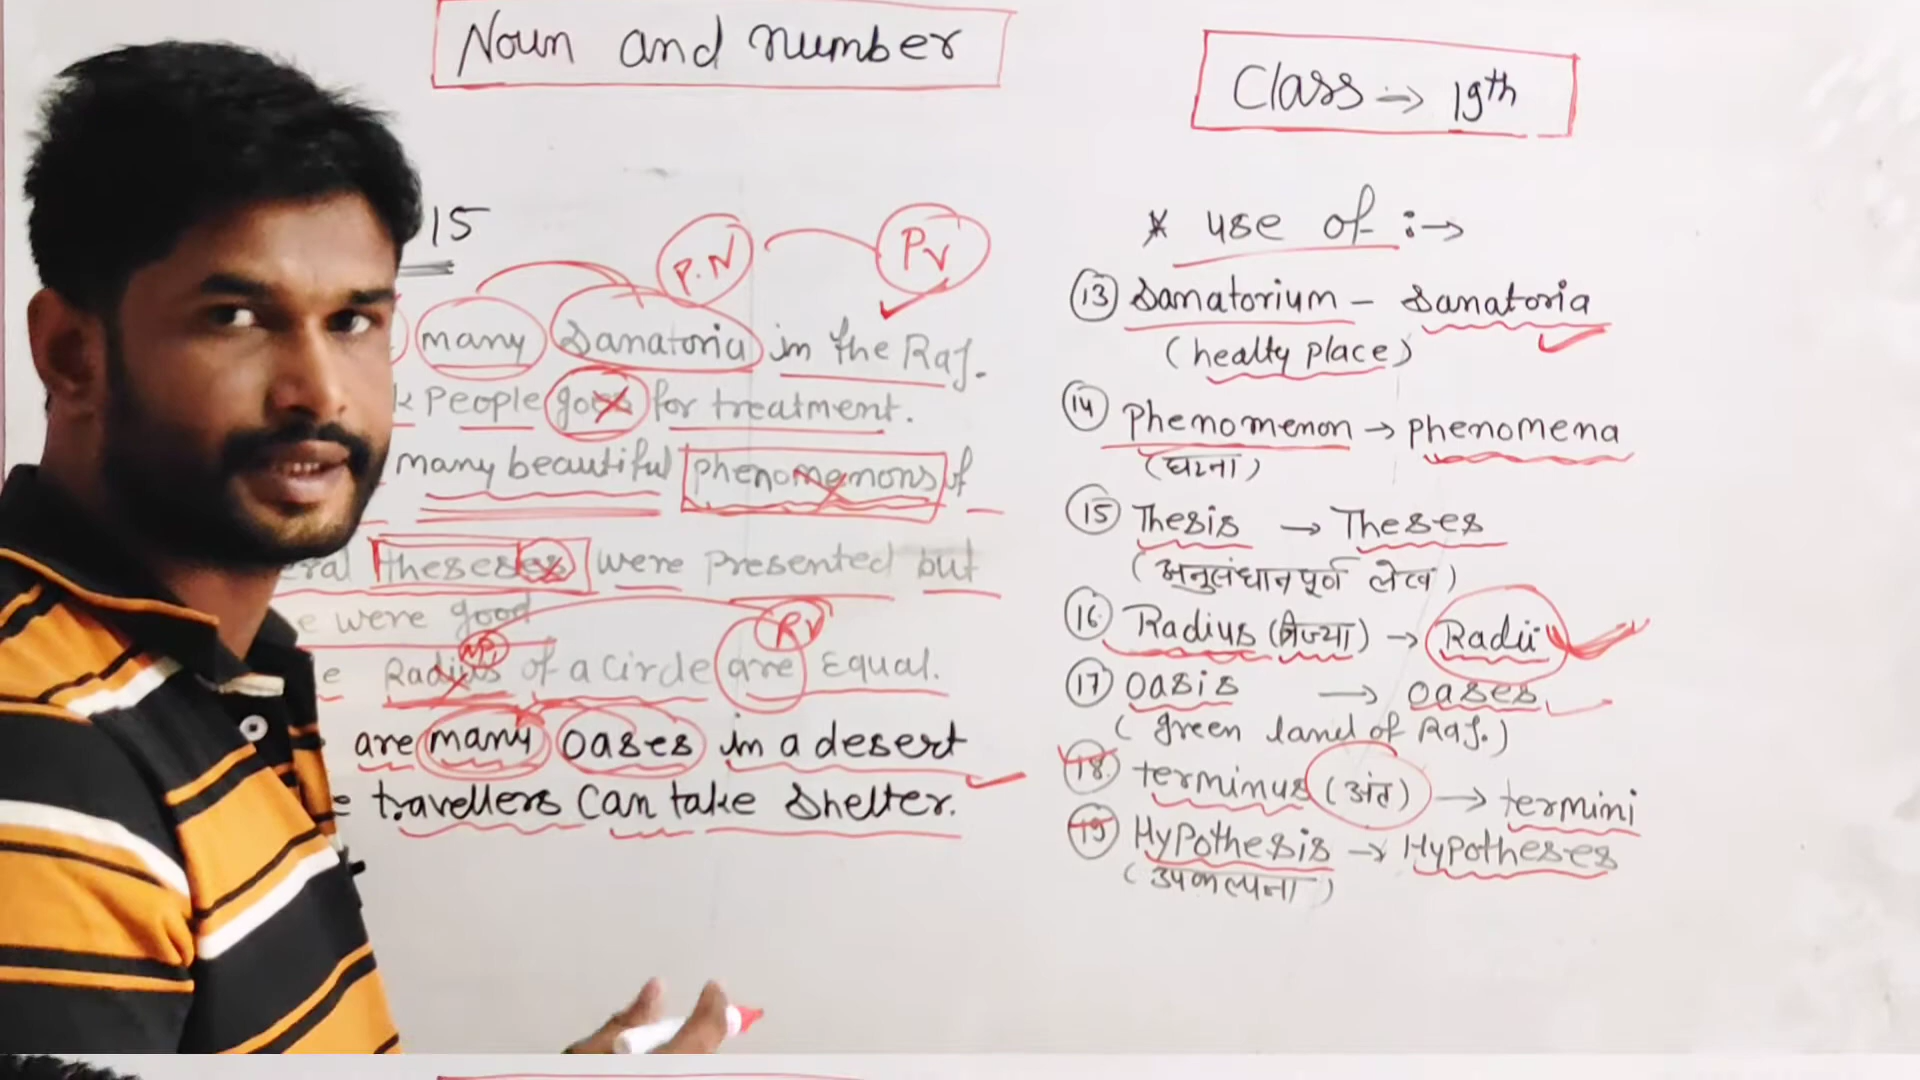 Noun and number
Class → 19th
15
P.N
PV
many Sanatoria in the Raj.
People goes for treatment.
many beautiful phenomenons of
theseses were presented but
were good
Radius of a circle are Equal.
PV
are many oases in a desert
travellers can take shelter.
* use of :→
13 Sanatorium - Sanatoria
(healty place)
14 Phenomenon → phenomena
(घटना)
15 Thesis → Theses
(अनुसंधानपूर्ण लेख)
16 Radius (त्रिज्या) → Radii
17 oasis → oases
(green land of Raj.)
18 terminus (अंत) → termini
19 Hypothesis → Hypotheses
(उपकल्पना)